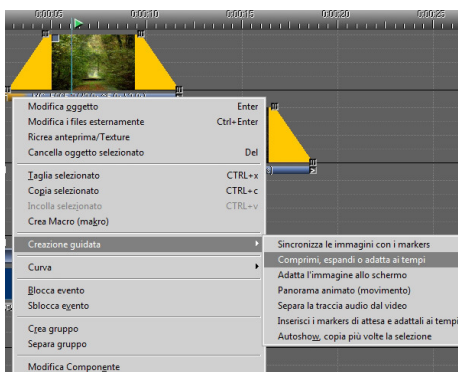 0:00:05 0:00:10 0:00:15 0:00:20 0:00:25
Modifica oggetto Enter
Modifica i files esternamente Ctrl+Enter
Ricrea anteprima/Texture
Cancella oggetto selezionato Del
Taglia selezionato CTRL+x
Copia selezionato CTRL+c
Incolla selezionato CTRL+v
Crea Macro (makro)
Creazione guidata
Curva
Blocca evento
Sblocca evento
Crea gruppo
Separa gruppo
Modifica Componente
Sincronizza le immagini con i markers
Comprimi, espandi o adatta ai tempi
Adatta l'immagine allo schermo
Panorama animato (movimento)
Separa la traccia audio dal video
Inserisci i markers di attesa e adattali ai tempi
Autoshow, copia più volte la selezione